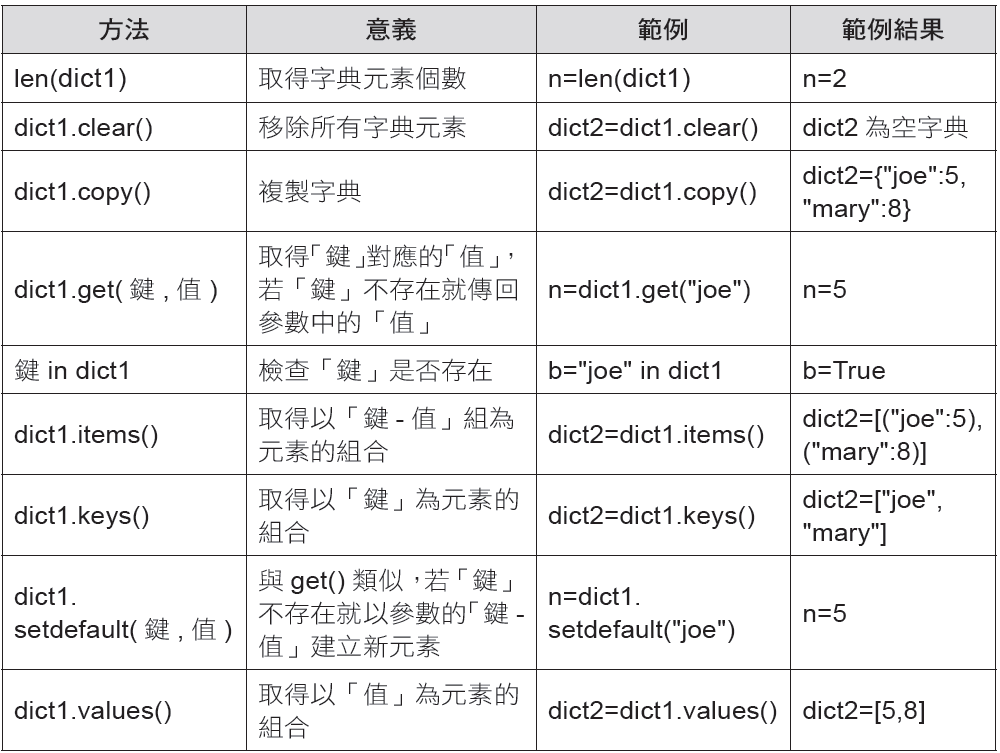 方法 意義 範例 範例結果
len(dict1) 取得字典元素個數 n=len(dict1) n=2
dict1.clear() 移除所有字典元素 dict2=dict1.clear() dict2 為空字典
dict1.copy() 複製字典 dict2=dict1.copy() dict2={"joe":5,
"mary":8}
dict1.get( 鍵 , 值 ) 取得「鍵」對應的「值」,
若「鍵」不存在就傳回
參數中的「值」
n=dict1.get("joe") n=5
鍵 in dict1 檢查「鍵」是否存在 b="joe" in dict1 b=True
dict1.items() 取得以「鍵 - 值」組為
元素的組合
dict2=dict1.items() dict2=[("joe":5),
("mary":8)]
dict1.keys() 取得以「鍵」為元素的
組合
dict2=dict1.keys() dict2=["joe",
"mary"]
dict1.
setdefault( 鍵 , 值 )
與 get() 類似,若「鍵」
不存在就以參數的「鍵 -
值」建立新元素
n=dict1.
setdefault("joe")
n=5
dict1.values() 取得以「值」為元素的
組合
dict2=dict1.values() dict2=[5,8]